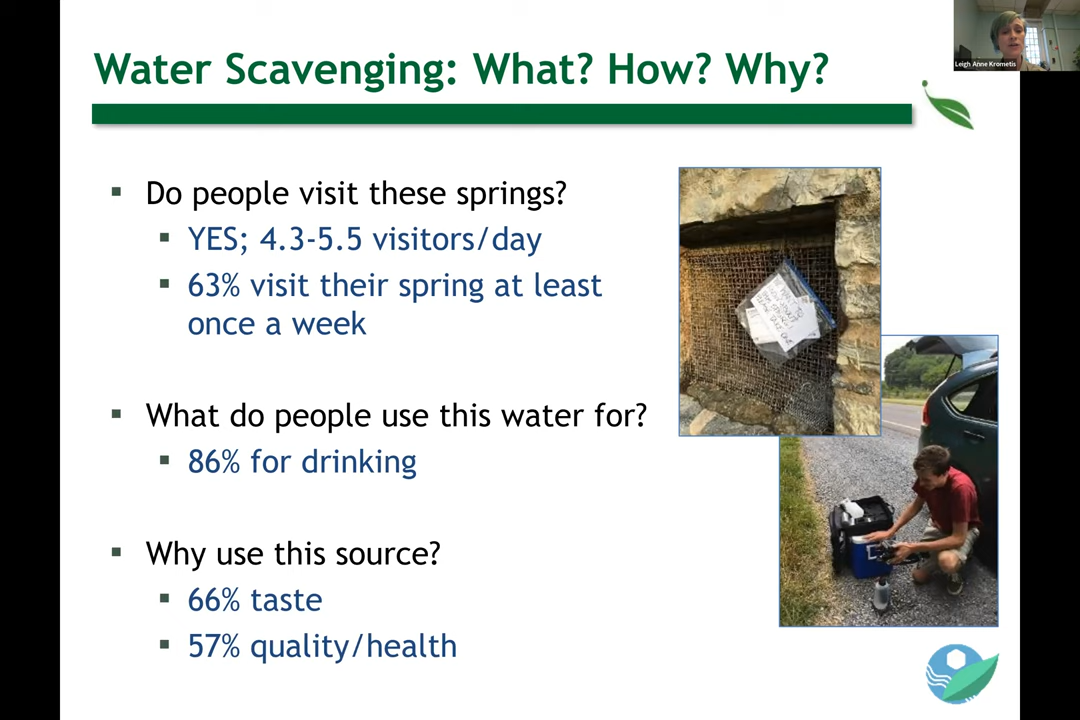 Water Scavenging: What? How? Why?
Leigh Anne Krometis
Do people visit these springs?
YES; 4.3-5.5 visitors/day
63% visit their spring at least
once a week
What do people use this water for?
86% for drinking
Why use this source?
66% taste
57% quality/health